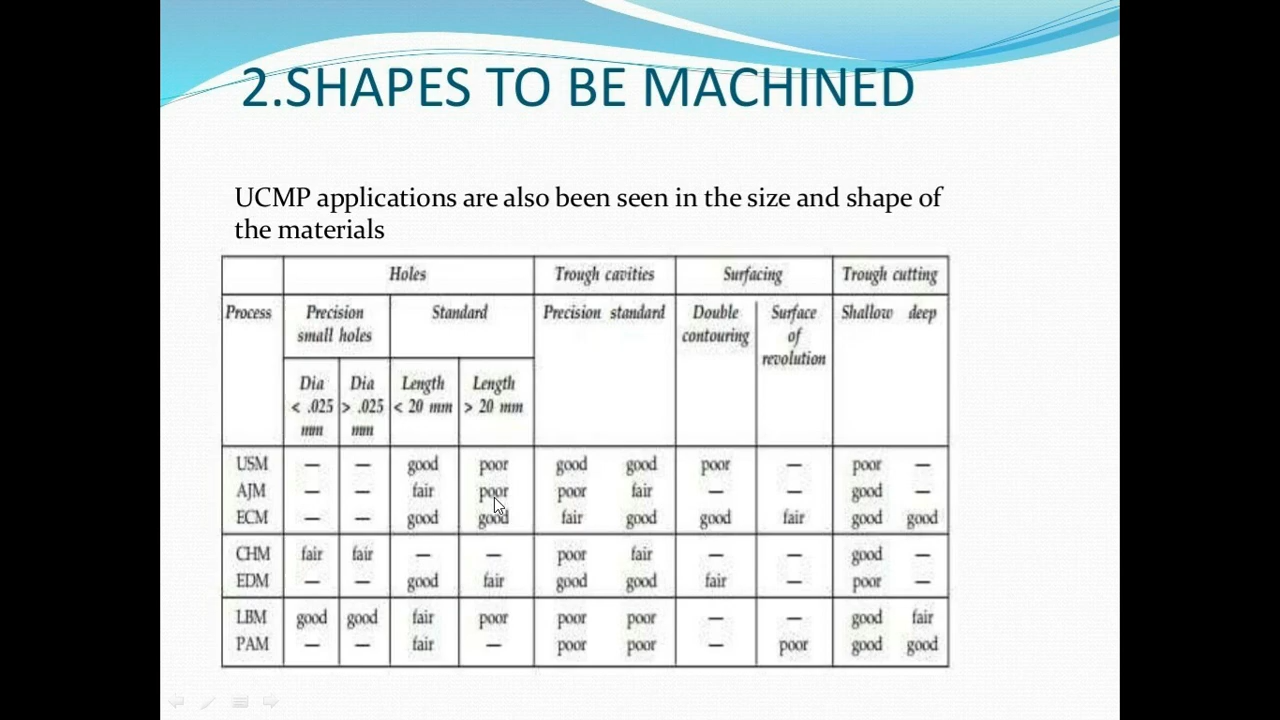 2.SHAPES TO BE MACHINED
UCMP applications are also been seen in the size and shape of
the materials
Holes Trough cavities Surfacing Trough cutting
Process Precision small holes Standard Precision standard Double contouring Surface of revolution Shallow deep
Dia < .025 mm Dia > .025 mm Length < 20 mm Length > 20 mm
USM — — good poor good good poor — poor —
AJM — — fair poor poor fair — — good —
ECM — — good good fair good good fair good good
CHM fair fair — — poor fair — — good —
EDM — — good fair good good fair — poor —
LBM good good fair poor poor poor — — good fair
PAM — — fair — poor poor — poor good good